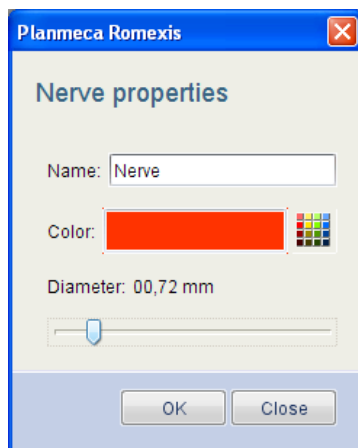 Planmeca Romexis
Nerve properties
Name: Nerve
Color:
Diameter: 00,72 mm
OK Close